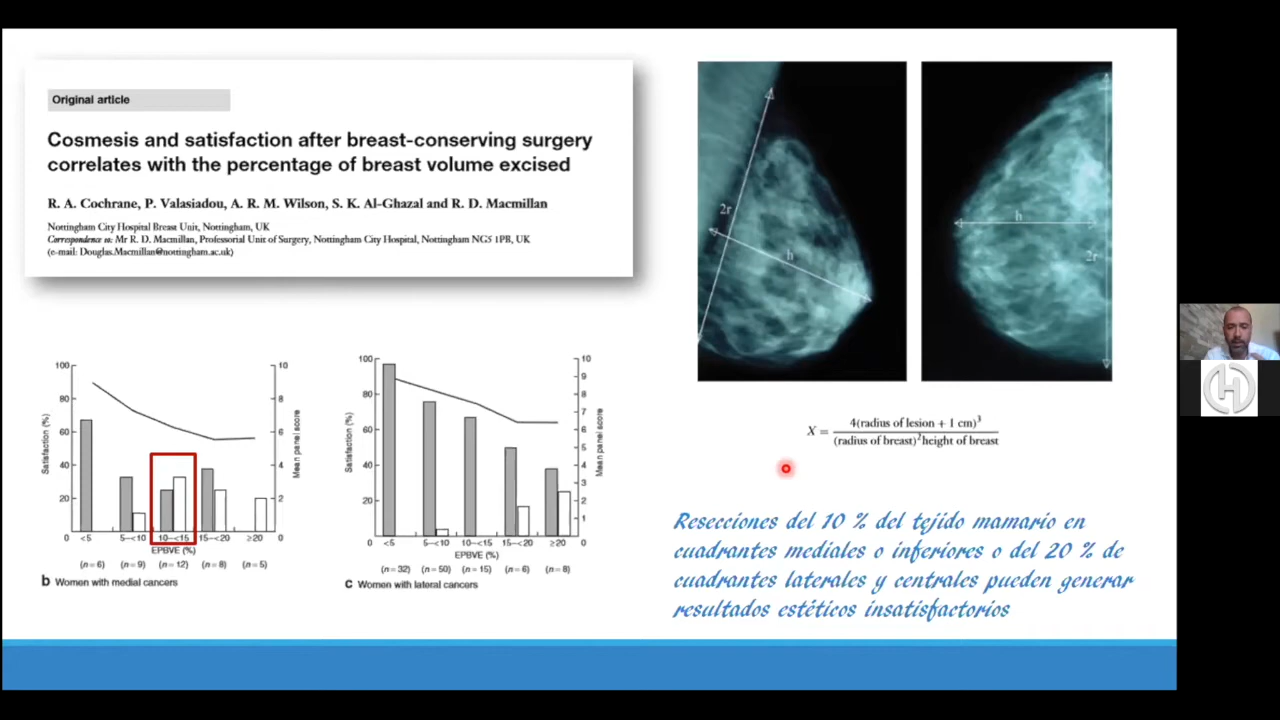 Original article
Cosmesis and satisfaction after breast-conserving surgery
correlates with the percentage of breast volume excised
R. A. Cochrane, P. Valasiadou, A. R. M. Wilson, S. K. Al-Ghazal and R. D. Macmillan
Nottingham City Hospital Breast Unit, Nottingham, UK
Correspondence to: Mr R. D. Macmillan, Professorial Unit of Surgery, Nottingham City Hospital, Nottingham NG5 1PB, UK
(e-mail: Douglas.Macmillan@nottingham.ac.uk)
100
80
60
40
20
0
Satisfaction (%)
10
8
6
4
2
0
Mean panel score
<5 5–<10 10–<15 15–<20 ≥20
EPBVE (%)
(n=6) (n=9) (n=12) (n=8) (n=5)
b Women with medial cancers
100
80
60
40
20
0
Satisfaction (%)
10
9
8
7
6
5
4
3
2
1
0
Mean panel score
<5 5–<10 10–<15 15–<20 ≥20
EPBVE (%)
(n=32) (n=50) (n=15) (n=6) (n=8)
c Women with lateral cancers
2r
h
h
2r
X = 4(radius of lesion + 1 cm)³
(radius of breast)²height of breast
Resecciones del 10 % del tejido mamario en
cuadrantes mediales o inferiores o del 20 % de
cuadrantes laterales y centrales pueden generar
resultados estéticos insatisfactorios